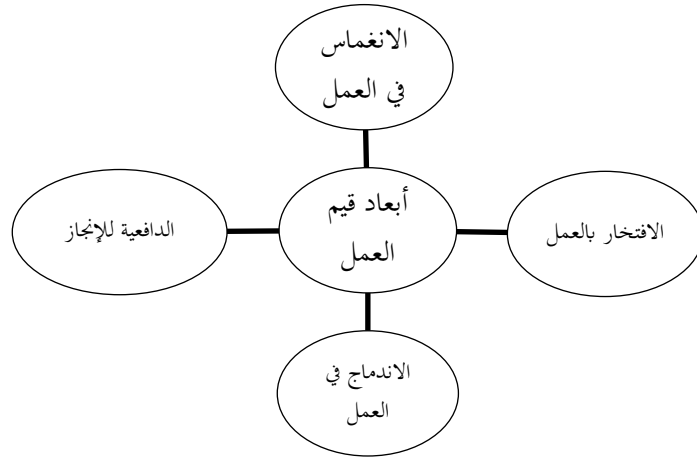 الانغماس
في العمل
أبعاد قيم
العمل
الافتخار بالعمل
الدافعية للإنجاز
الاندماج في
العمل